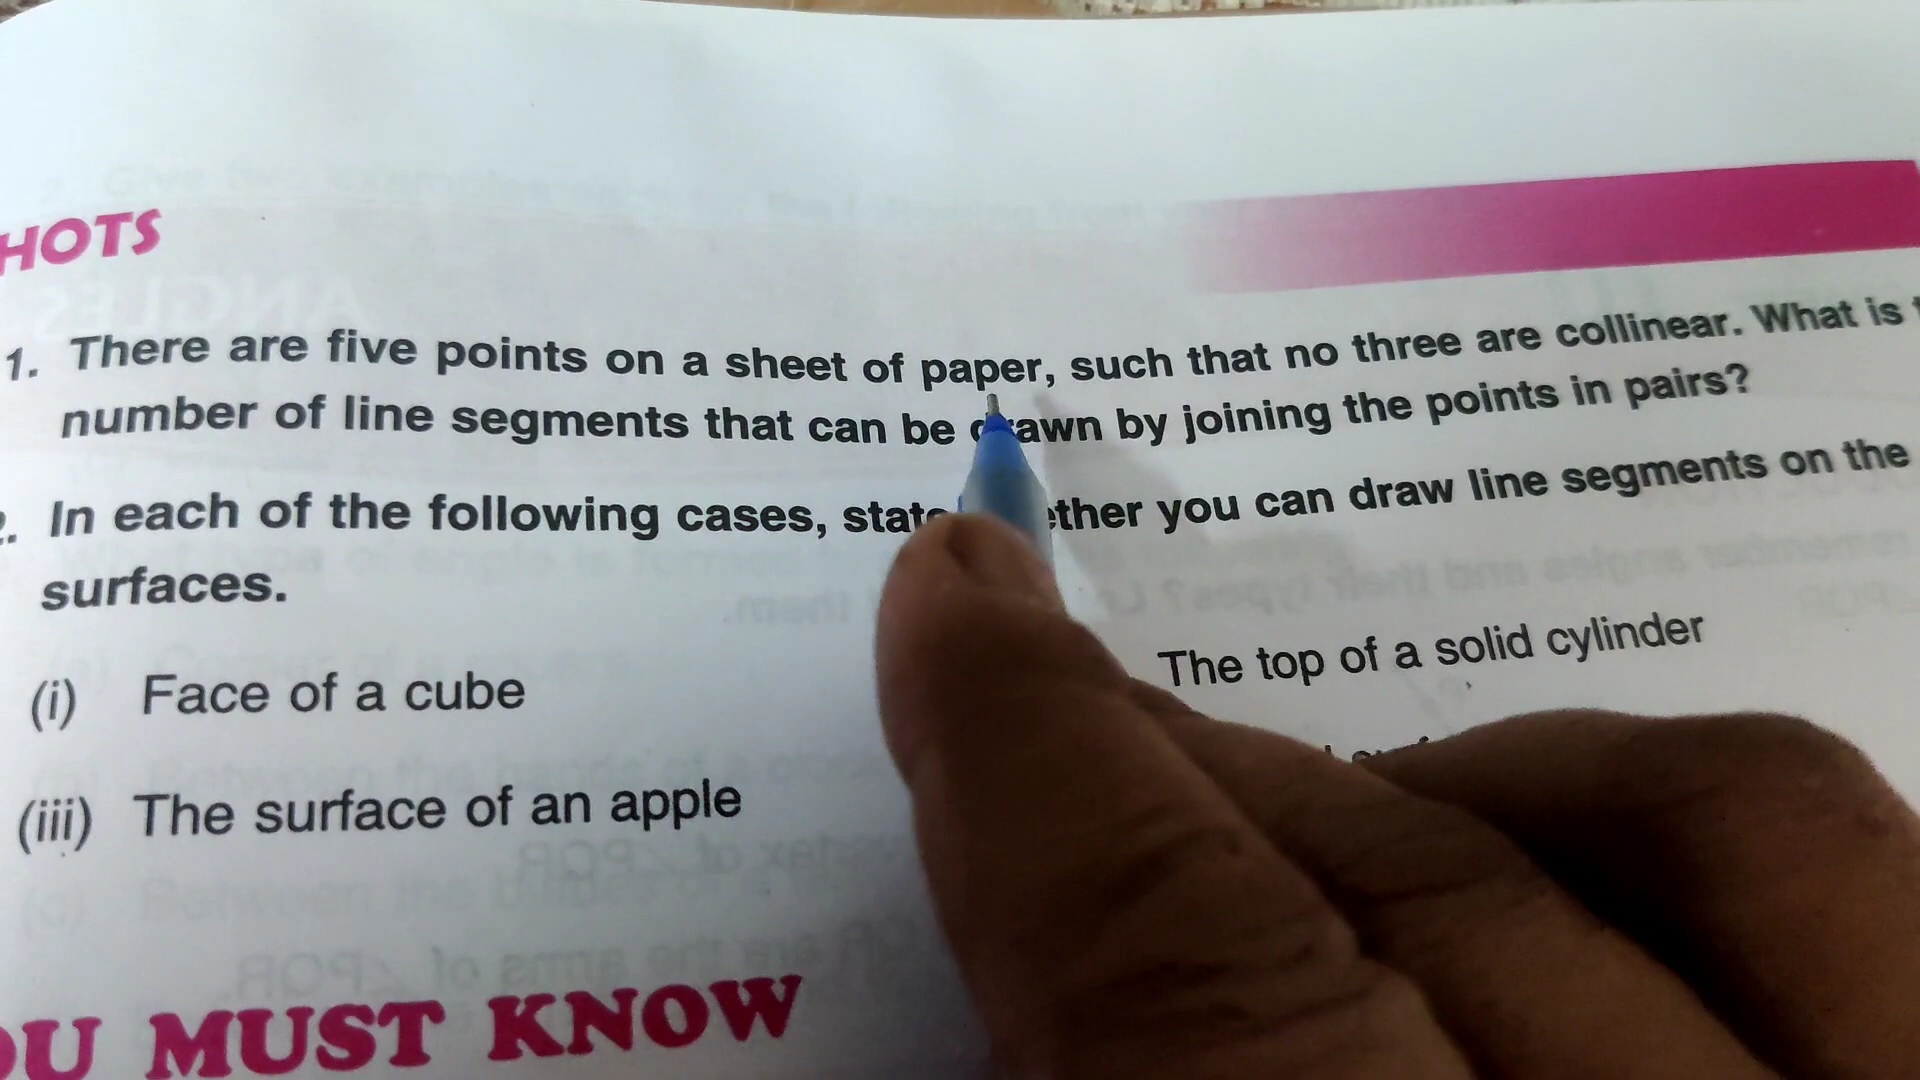 HOTS
1. There are five points on a sheet of paper, such that no three are collinear. What is
number of line segments that can be drawn by joining the points in pairs?
. In each of the following cases, state ther you can draw line segments on the
surfaces.
(i) Face of a cube The top of a solid cylinder
(iii) The surface of an apple
OU MUST KNOW